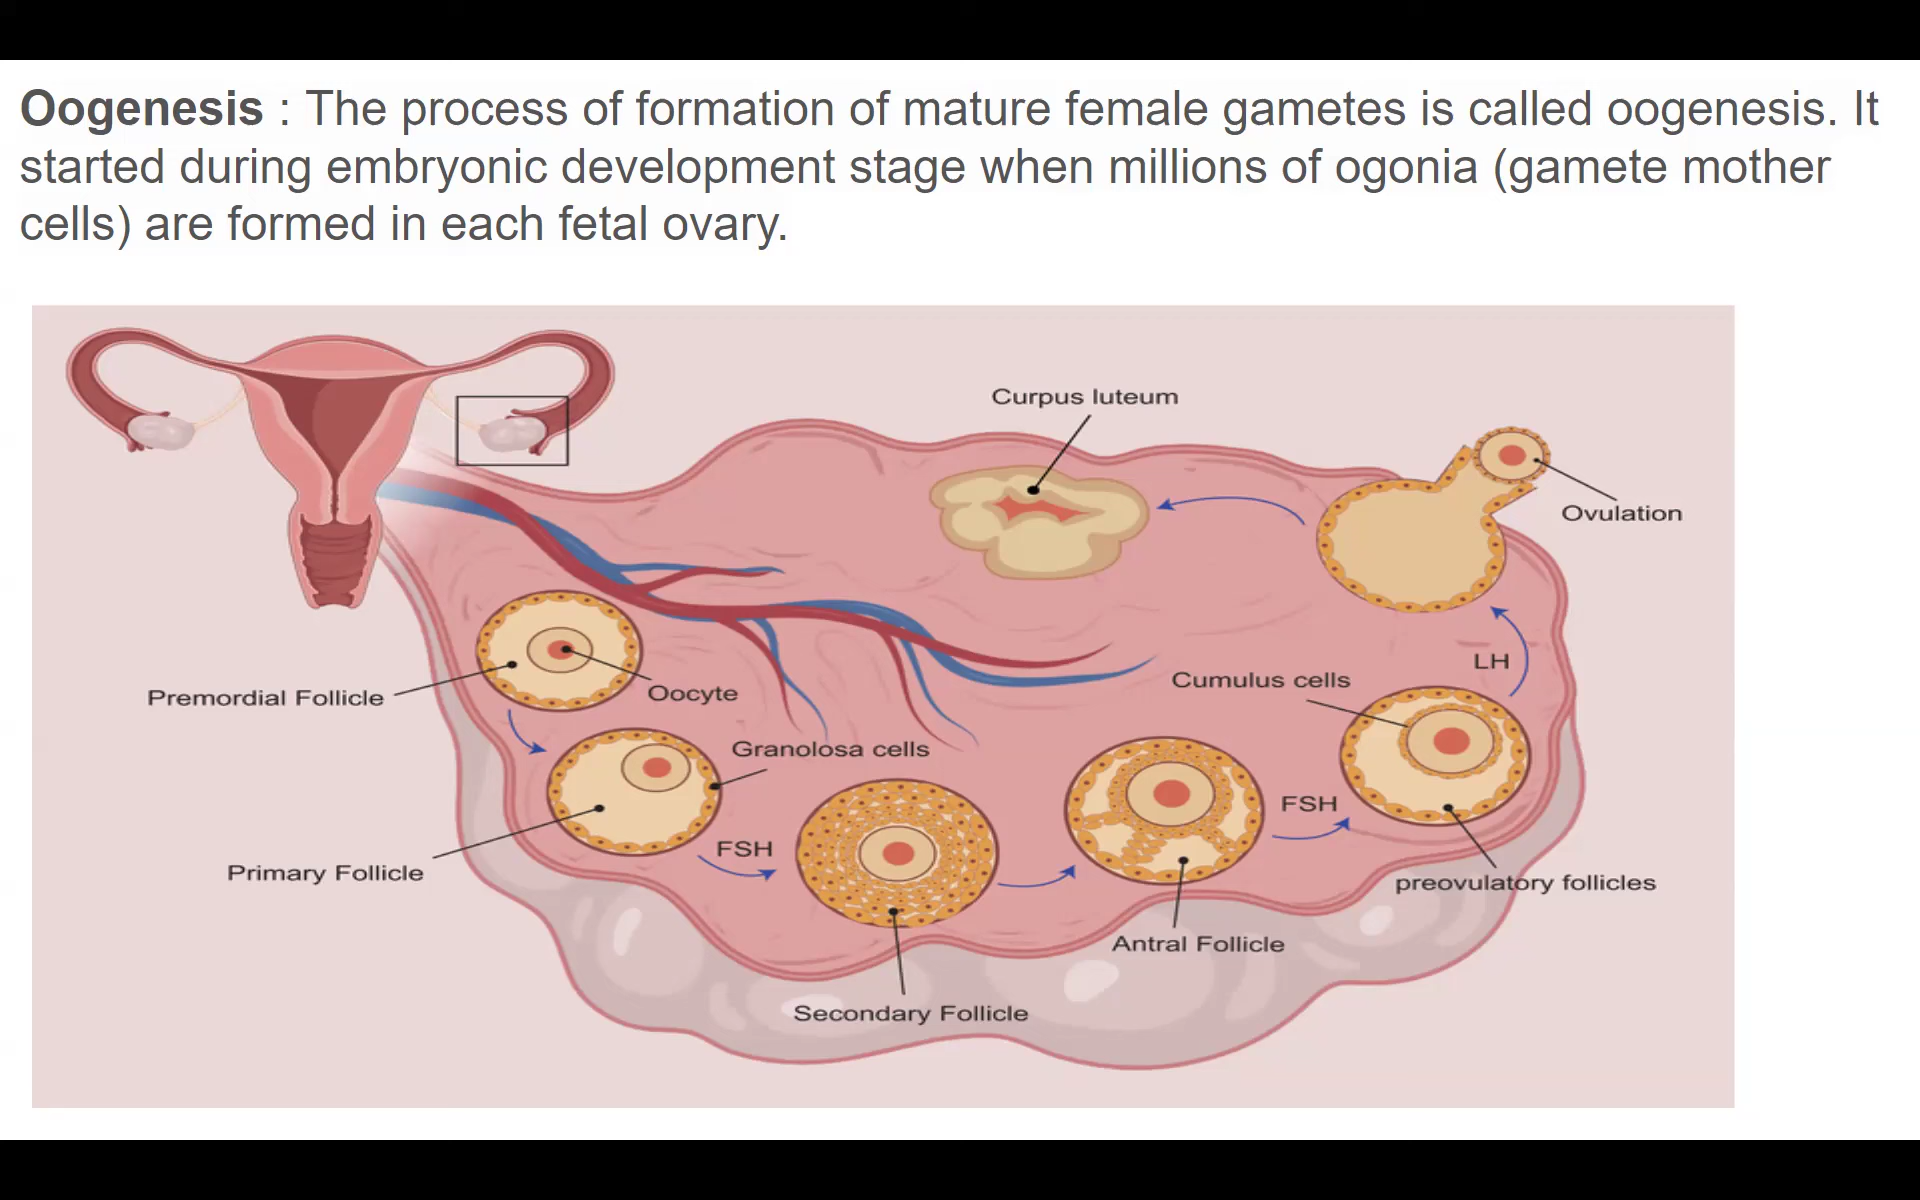 Oogenesis : The process of formation of mature female gametes is called oogenesis. It
started during embryonic development stage when millions of ogonia (gamete mother
cells) are formed in each fetal ovary.
Curpus luteum
Ovulation
LH
Cumulus cells
Oocyte
Premordial Follicle
Granolosa cells
FSH
FSH
Primary Follicle
preovulatory follicles
Antral Follicle
Secondary Follicle